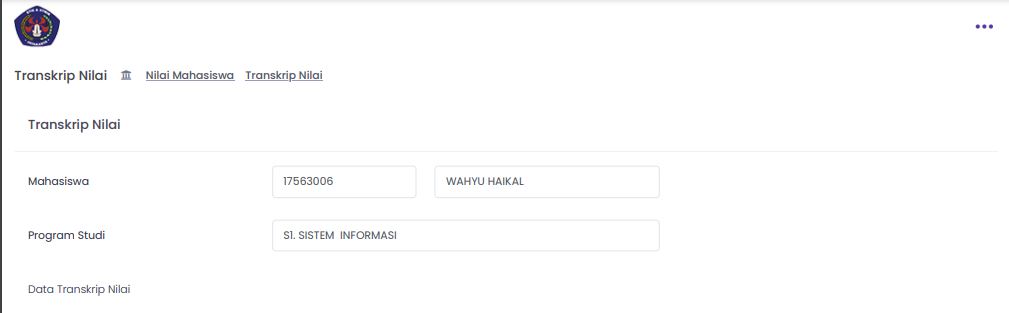 Transkrip Nilai Nilai Mahasiswa Transkrip Nilai
Transkrip Nilai
Mahasiswa 17563006 WAHYU HAIKAL
Program Studi S1. SISTEM INFORMASI
Data Transkrip Nilai